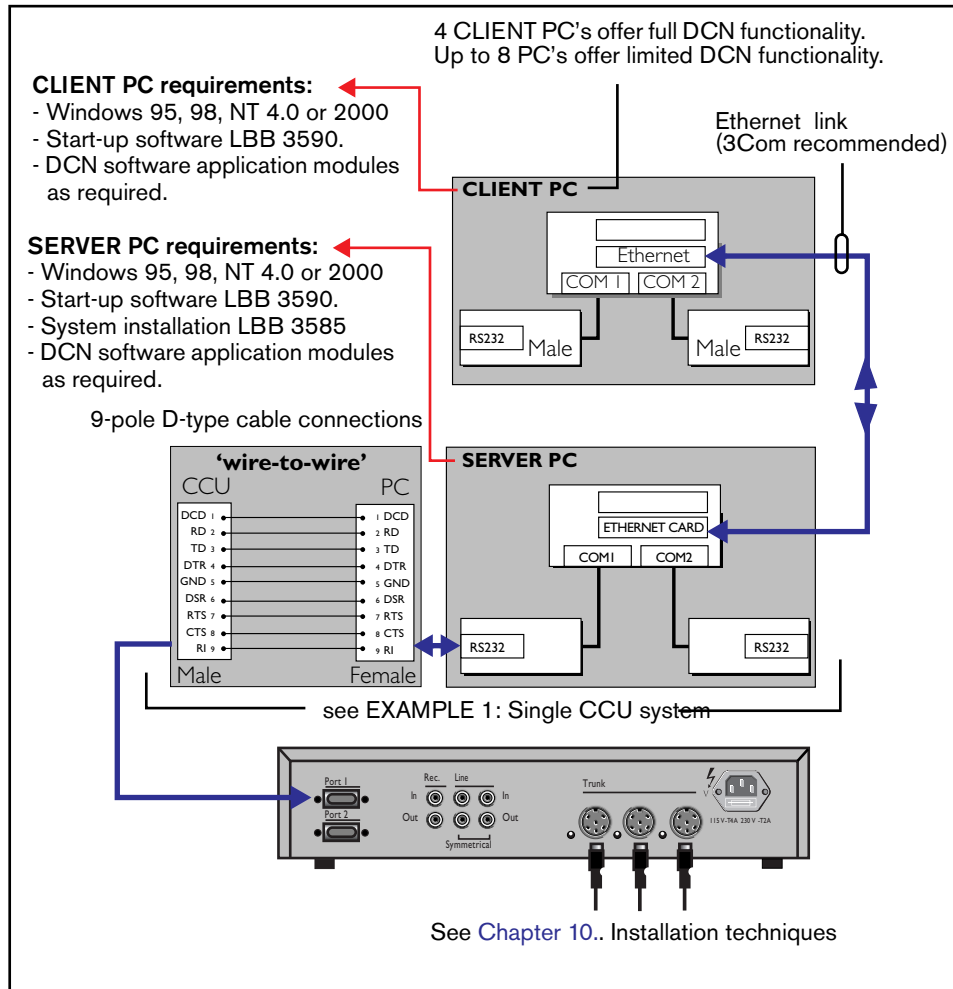 4 CLIENT PC's offer full DCN functionality.
Up to 8 PC's offer limited DCN functionality.
CLIENT PC requirements:
- Windows 95, 98, NT 4.0 or 2000
- Start-up software LBB 3590.
- DCN software application modules
as required.
Ethernet link
(3Com recommended)
CLIENT PC
Ethernet
COM 1 COM 2
RS232 Male
Male RS232
SERVER PC requirements:
- Windows 95, 98, NT 4.0 or 2000
- Start-up software LBB 3590.
- System installation LBB 3585
- DCN software application modules
as required.
9-pole D-type cable connections
'wire-to-wire'
CCU PC
DCD 1 1 DCD
RD 2 2 RD
TD 3 3 TD
DTR 4 4 DTR
GND 5 5 GND
DSR 6 6 DSR
RTS 7 7 RTS
CTS 8 8 CTS
RI 9 9 RI
Male Female
SERVER PC
ETHERNET CARD
COM1 COM2
RS232
RS232
see EXAMPLE 1: Single CCU system
Port 1
Port 2
Rec. Line
In In
Out Out
Symmetrical
Trunk
V
115 V-T4A 230 V -T2A
See Chapter 10.. Installation techniques